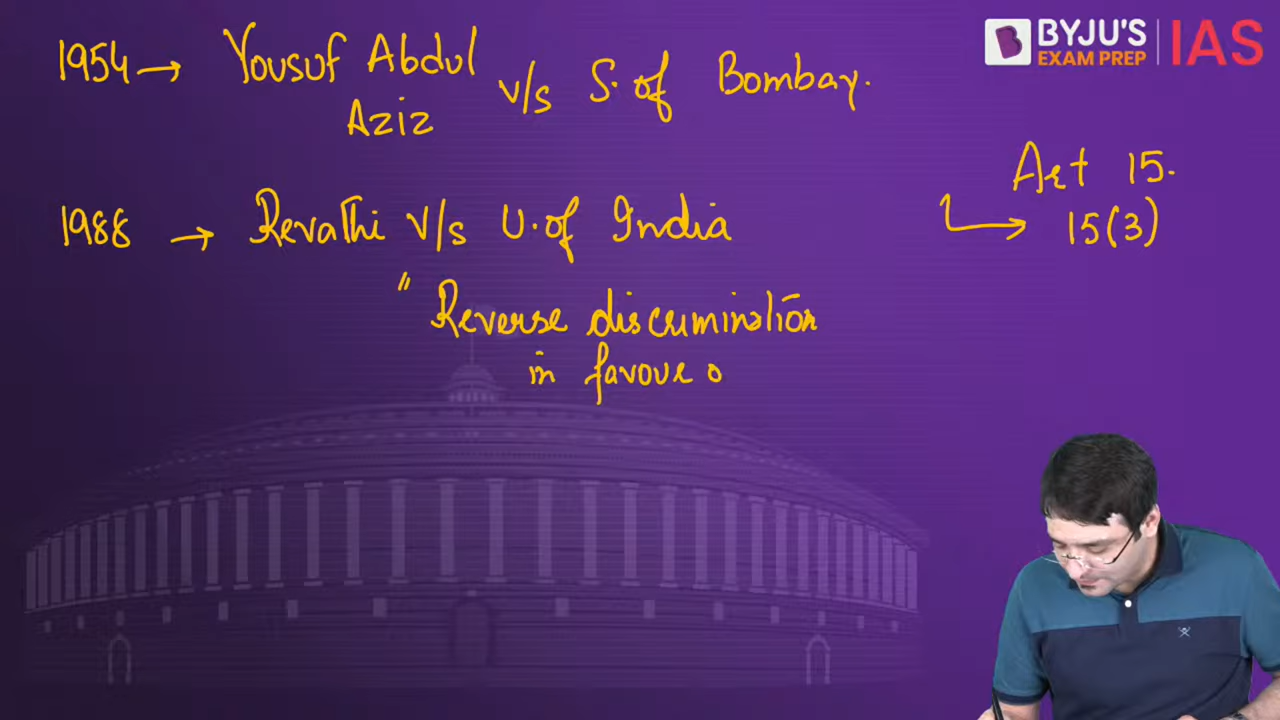 1954 → Yousuf Abdul Aziz v/s S. of Bombay.
BYJU'S EXAM PREP IAS
Art 15.
↳ 15(3)
1988 → Revathi v/s U. of India
" Reverse discrimination
in favour o